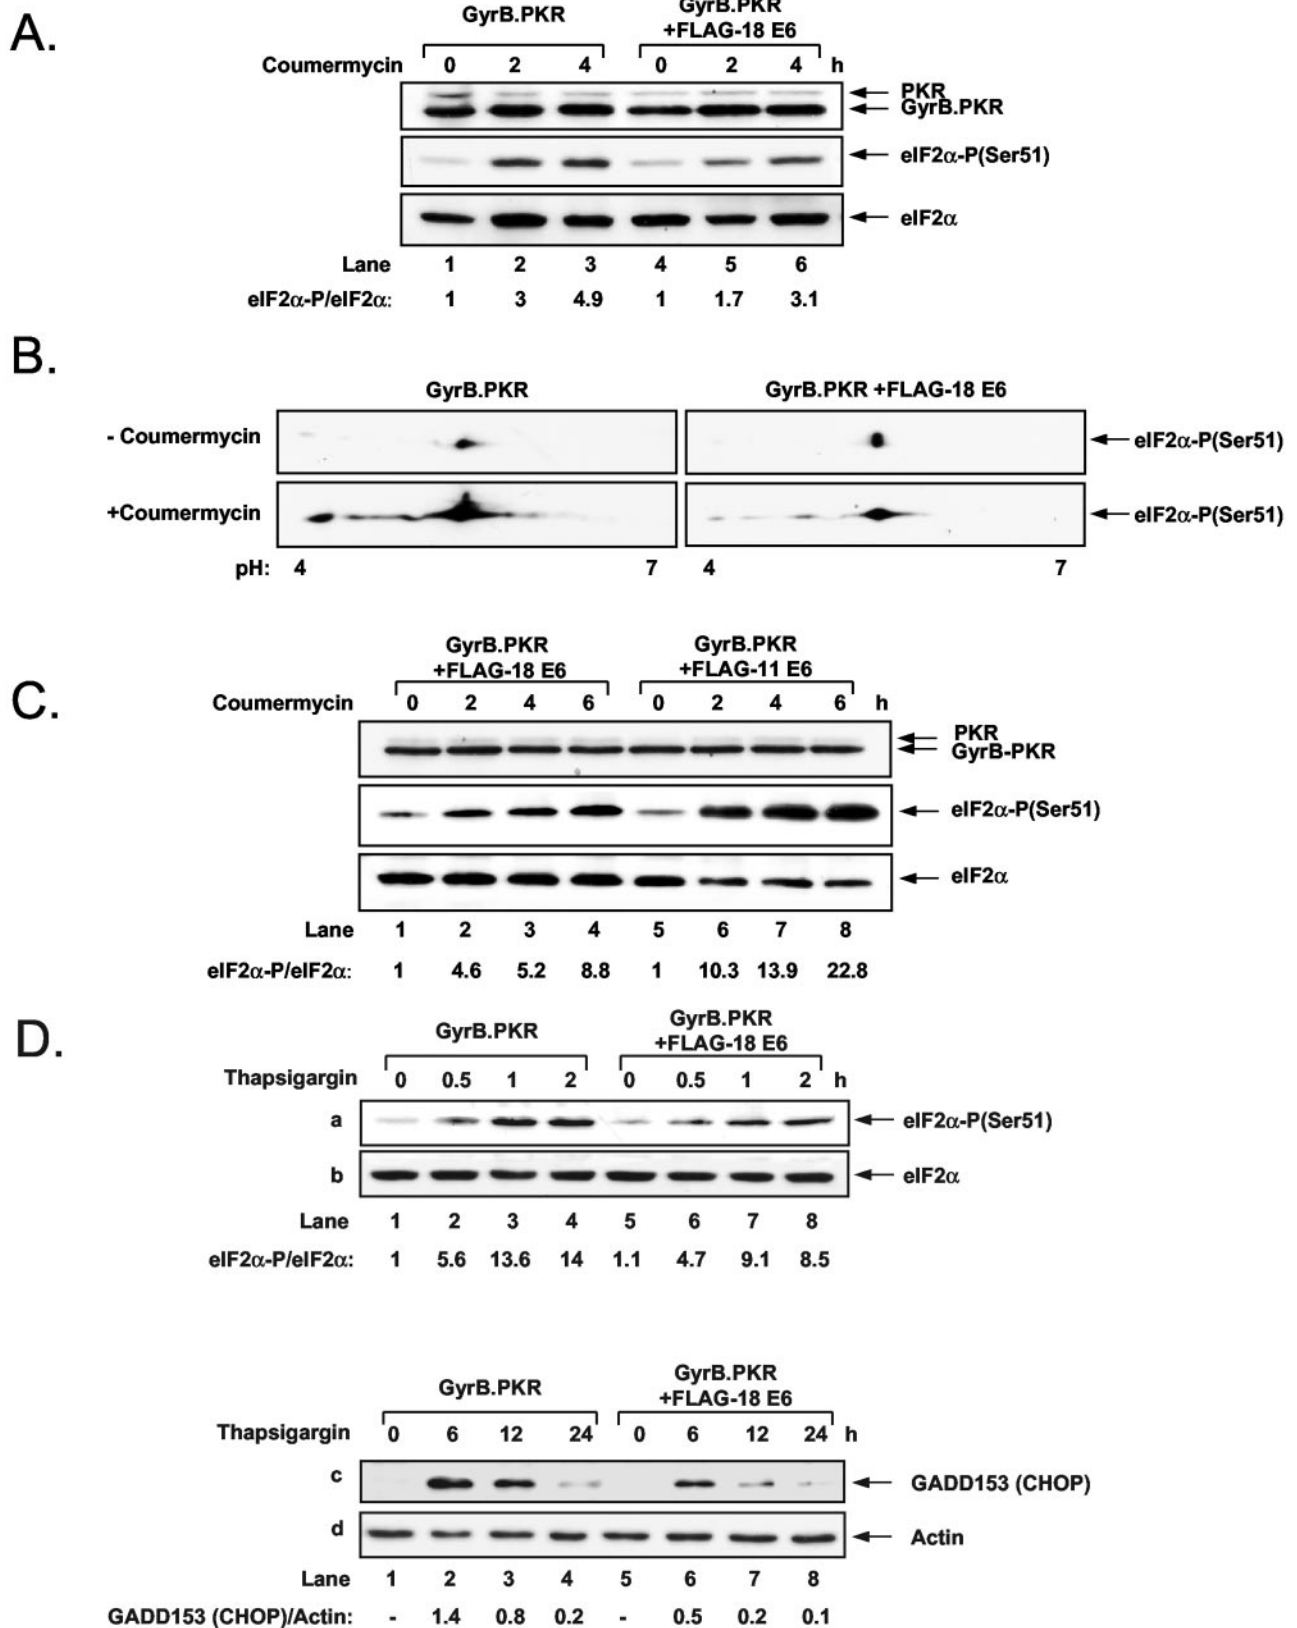 A.
GyrB.PKR
GyrB.PKR
+FLAG-18 E6
Coumermycin 0 2 4 0 2 4 h
PKR
GyrB.PKR
eIF2α-P(Ser51)
eIF2α
Lane 1 2 3 4 5 6
eIF2α-P/eIF2α: 1 3 4.9 1 1.7 3.1
B.
GyrB.PKR GyrB.PKR +FLAG-18 E6
- Coumermycin eIF2α-P(Ser51)
+Coumermycin eIF2α-P(Ser51)
pH: 4 7 4 7
C.
GyrB.PKR GyrB.PKR
+FLAG-18 E6 +FLAG-11 E6
Coumermycin 0 2 4 6 0 2 4 6 h
PKR
GyrB-PKR
eIF2α-P(Ser51)
eIF2α
Lane 1 2 3 4 5 6 7 8
eIF2α-P/eIF2α: 1 4.6 5.2 8.8 1 10.3 13.9 22.8
D.
GyrB.PKR GyrB.PKR
+FLAG-18 E6
Thapsigargin 0 0.5 1 2 0 0.5 1 2 h
a eIF2α-P(Ser51)
b eIF2α
Lane 1 2 3 4 5 6 7 8
eIF2α-P/eIF2α: 1 5.6 13.6 14 1.1 4.7 9.1 8.5
GyrB.PKR GyrB.PKR
+FLAG-18 E6
Thapsigargin 0 6 12 24 0 6 12 24 h
c GADD153 (CHOP)
d Actin
Lane 1 2 3 4 5 6 7 8
GADD153 (CHOP)/Actin: - 1.4 0.8 0.2 - 0.5 0.2 0.1